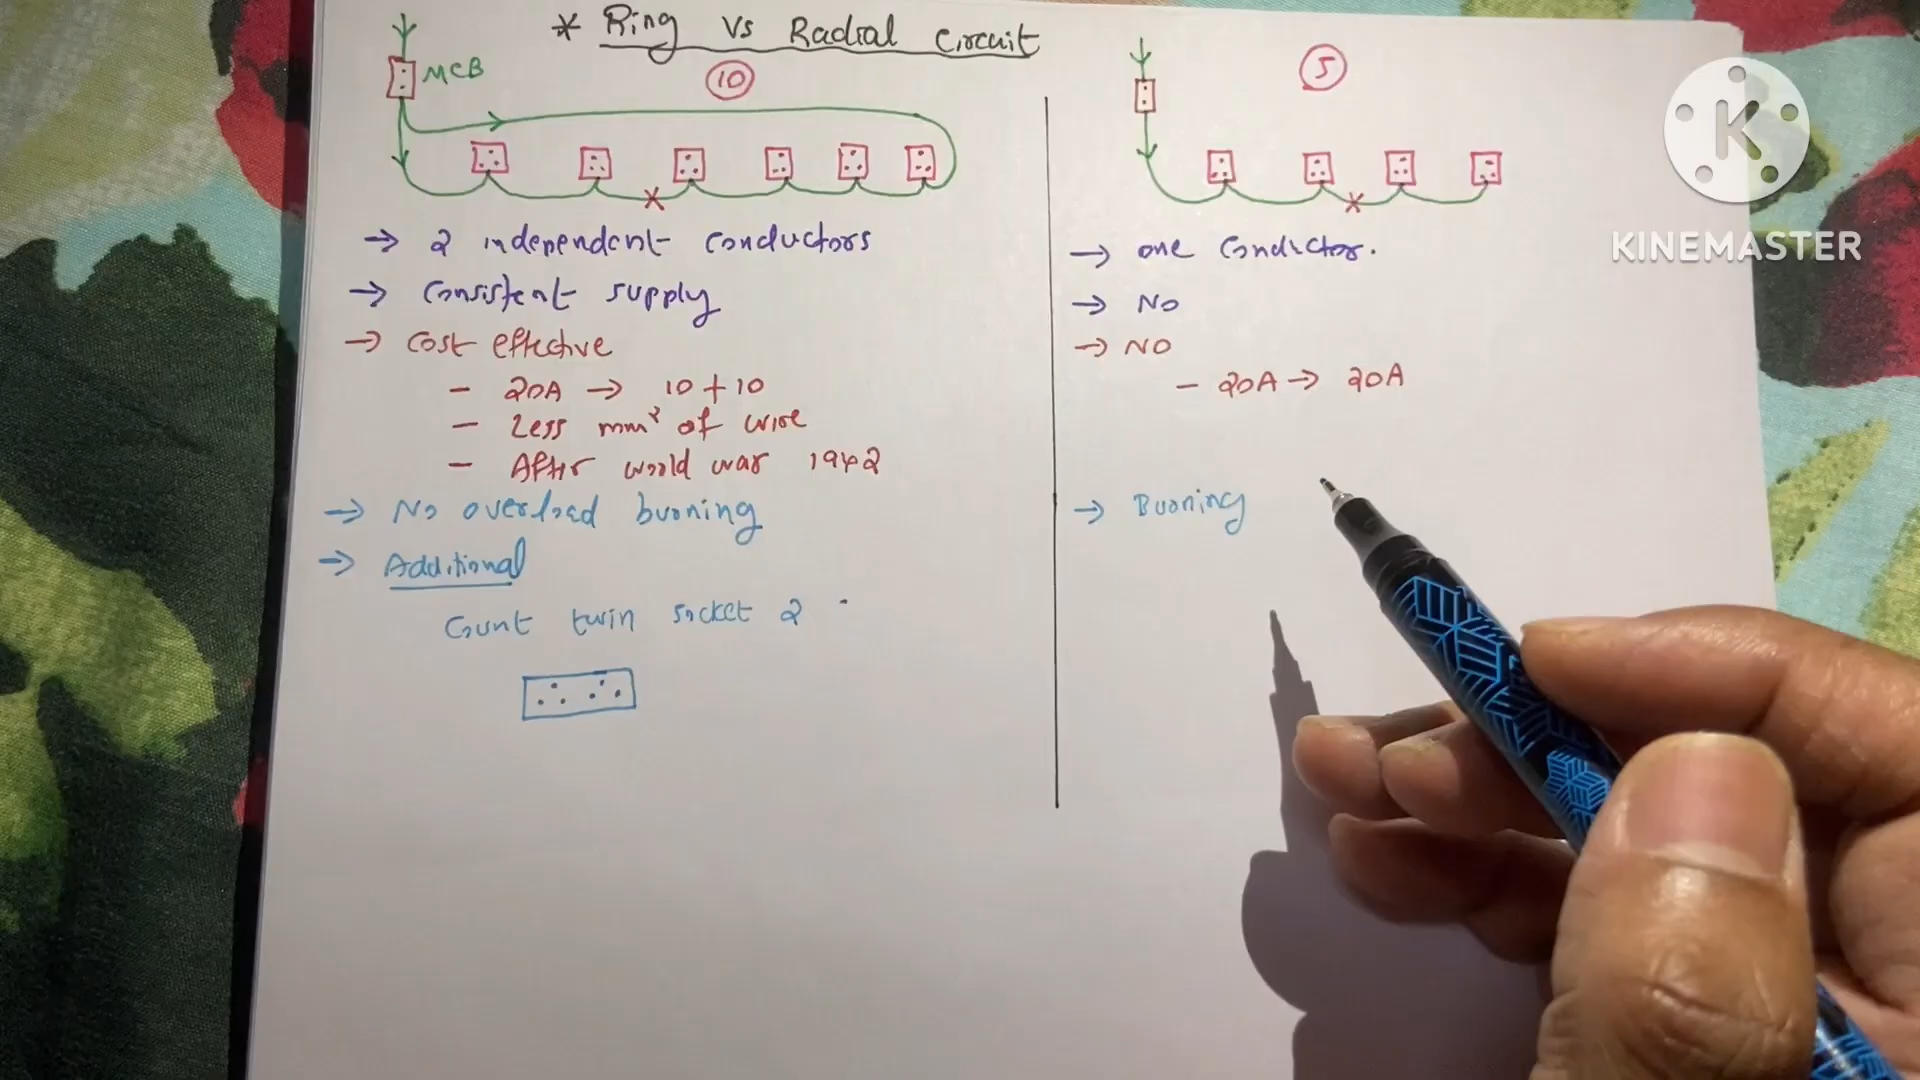 * Ring Vs Radial Circuit
MCB
10
→ 2 independent conductors
→ Consistent supply
→ Cost effective
- 20A → 10 + 10
- Less mm² of wire
- After world war 1942
→ No overload burning
→ Additional
Count twin socket 2
5
→ one conductor.
→ NO
→ NO
- 20A → 20A
→ Burning
K
KINEMASTER